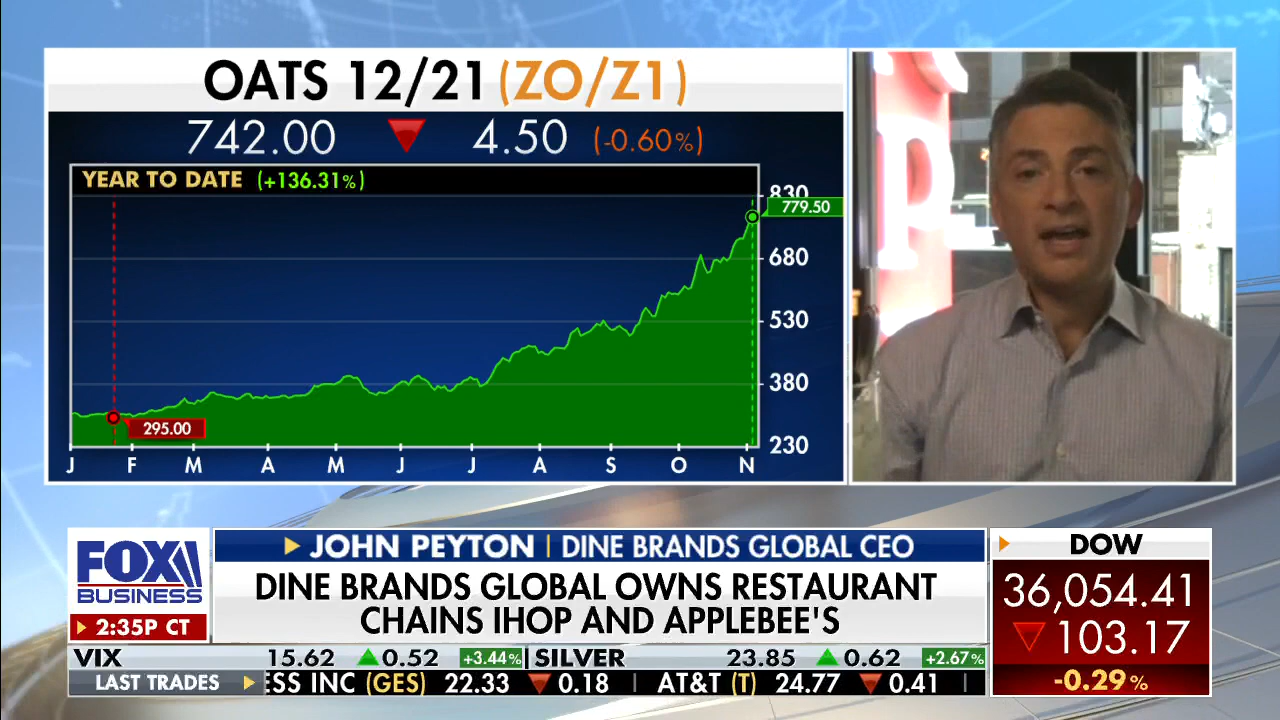 OATS 12/21 (ZO/Z1)
742.00 ▼ 4.50 (-0.60%)
YEAR TO DATE (+136.31%)
830
779.50
680
530
380
295.00
230
J F M A M J J A S O N
P
FOX BUSINESS
2:35P CT
JOHN PEYTON | DINE BRANDS GLOBAL CEO
DINE BRANDS GLOBAL OWNS RESTAURANT
CHAINS IHOP AND APPLEBEE'S
DOW
36,054.41
▼ 103.17
-0.29%
VIX 15.62 ▲ 0.52 +3.44% | SILVER 23.85 ▲ 0.62 +2.67%
LAST TRADES ESS INC (GES) 22.33 ▼ 0.18 | AT&T (T) 24.77 ▼ 0.41 |